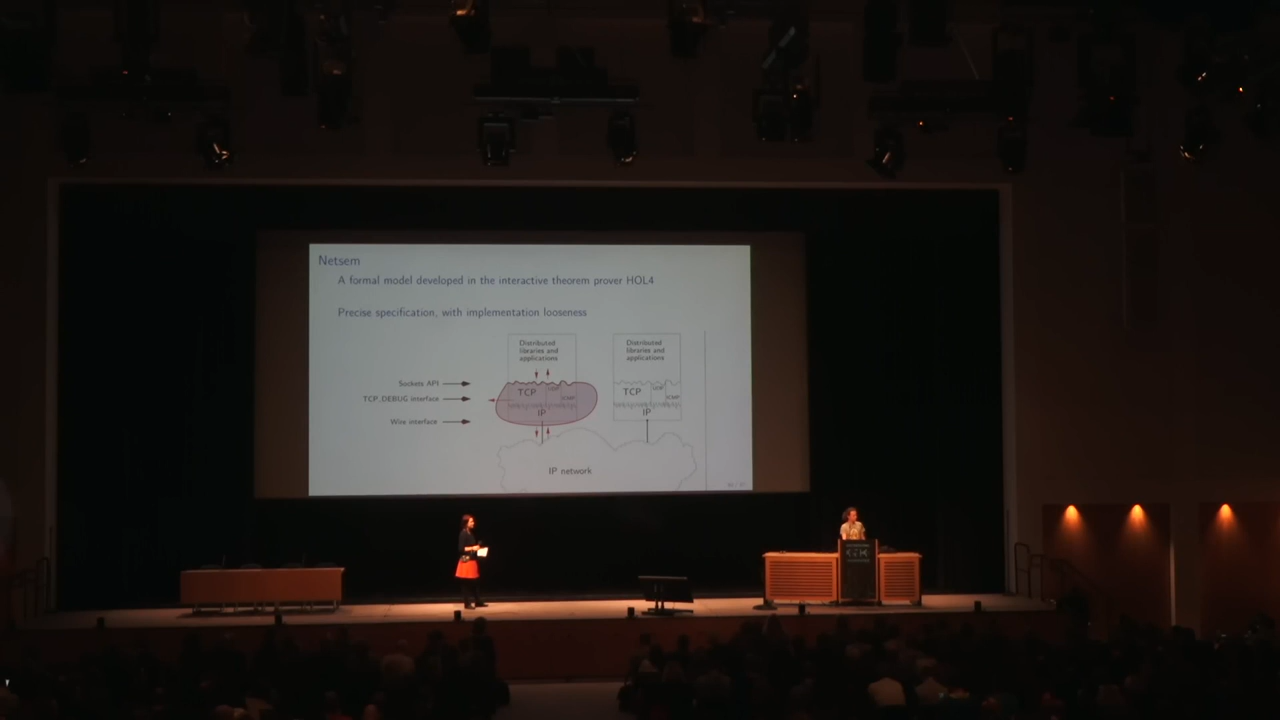 Netsem
A formal model developed in the interactive theorem prover HOL4
Precise specification, with implementation looseness
Distributed
libraries and
applications
Distributed
libraries and
applications
Sockets API
TCP_DEBUG interface
Wire interface
TCP
UDP
ICMP
IP
TCP
UDP
ICMP
IP
IP network